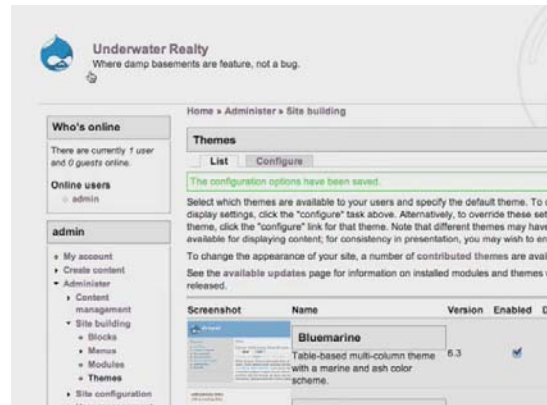 Underwater Realty
Where damp basements are feature, not a bug.
Home » Administer » Site building
Who's online
There are currently 1 user
and 0 guests online.
Online users
admin
admin
My account
Create content
Administer
Content
management
Site building
Blocks
Menus
Modules
Themes
Site configuration
Themes
List Configure
The configuration options have been saved.
Select which themes are available to your users and specify the default theme. To
display settings, click the "configure" task above. Alternatively, to override these
theme, click the "configure" link for that theme. Note that different themes may have
available for displaying content; for consistency in presentation, you may wish to
To change the appearance of your site, a number of contributed themes are
See the available updates page for information on installed modules and themes
released.
Screenshot Name Version Enabled
Bluemarine
Table-based multi-column theme
with a marine and ash color
scheme.
6.3